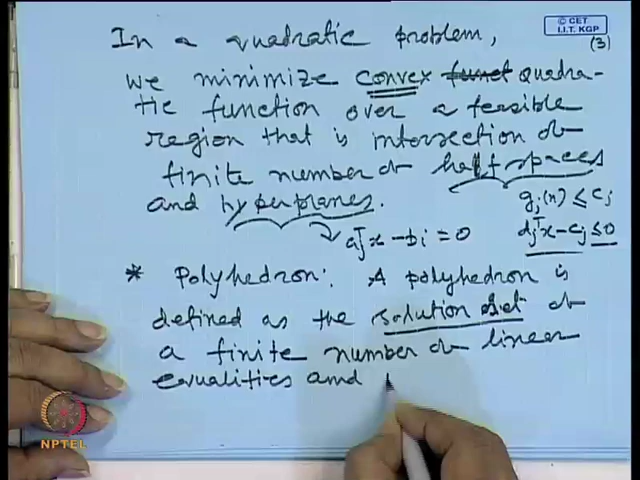 © CET
I.I.T. KGP
(3)
In a quadratic problem,
we minimize convex funct quadra-
tic function over a feasible
region that is intersection of
finite number of half spaces
and hyperplanes.
gj(x) ≤ cj
aiᵀx - bi = 0
djᵀx - cj ≤ 0
* Polyhedron: A polyhedron is
defined as the solution set of
a finite number of linear
equalities and
NPTEL